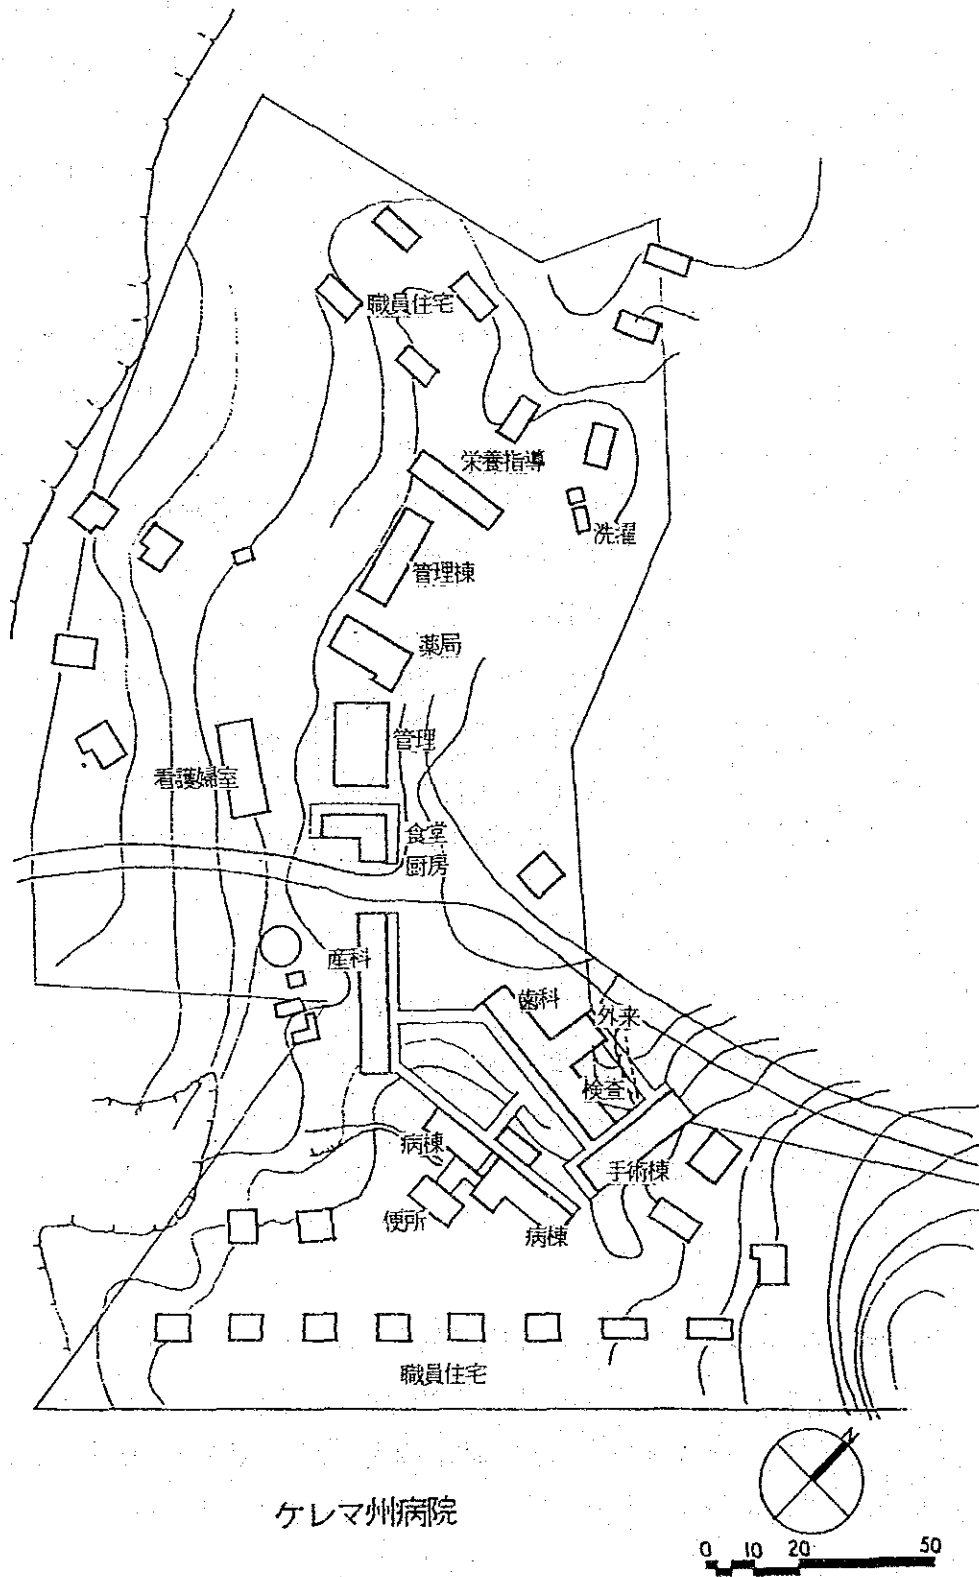 職員住宅
栄養指導
洗濯
管理棟
薬局
管理
看護婦室
食堂
厨房
産科
歯科
外来
検査
病棟
手術棟
便所
病棟
職員住宅
N
ケレマ州病院
0 10 20 50